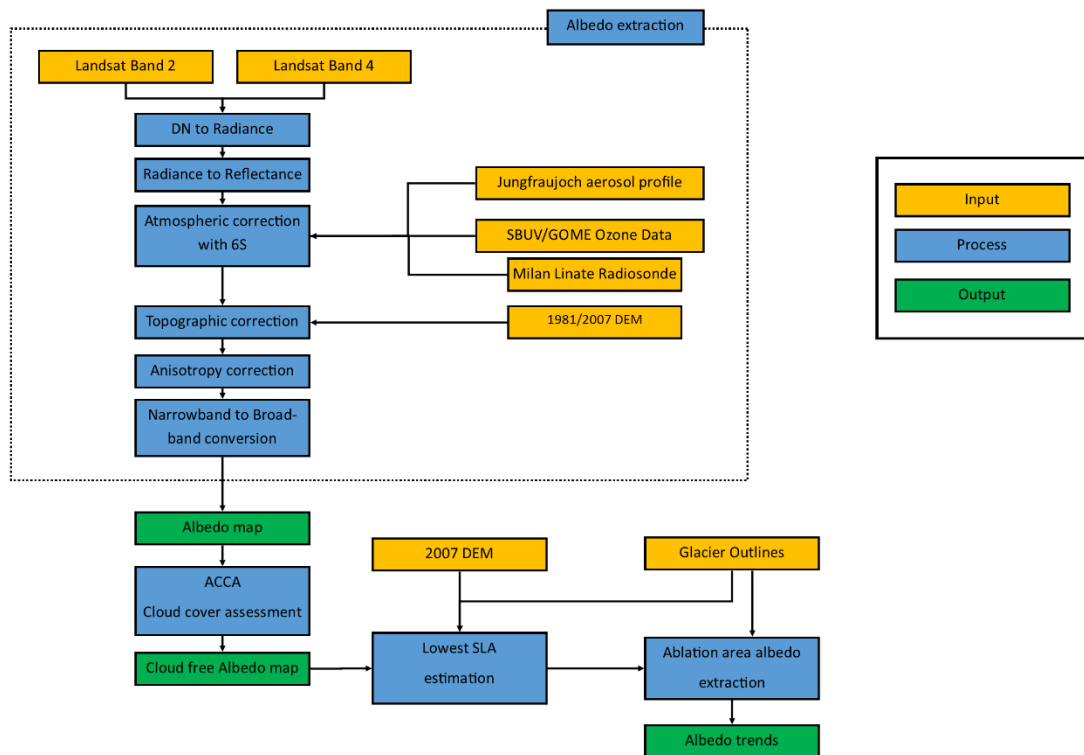 Albedo extraction
Landsat Band 2
Landsat Band 4
DN to Radiance
Radiance to Reflectance
Jungfraujoch aerosol profile
Atmospheric correction
with 6S
SBUV/GOME Ozone Data
Milan Linate Radiosonde
Topographic correction
1981/2007 DEM
Anisotropy correction
Narrowband to Broad-
band conversion
Input
Process
Output
Albedo map
2007 DEM
Glacier Outlines
ACCA
Cloud cover assessment
Cloud free Albedo map
Lowest SLA
estimation
Ablation area albedo
extraction
Albedo trends